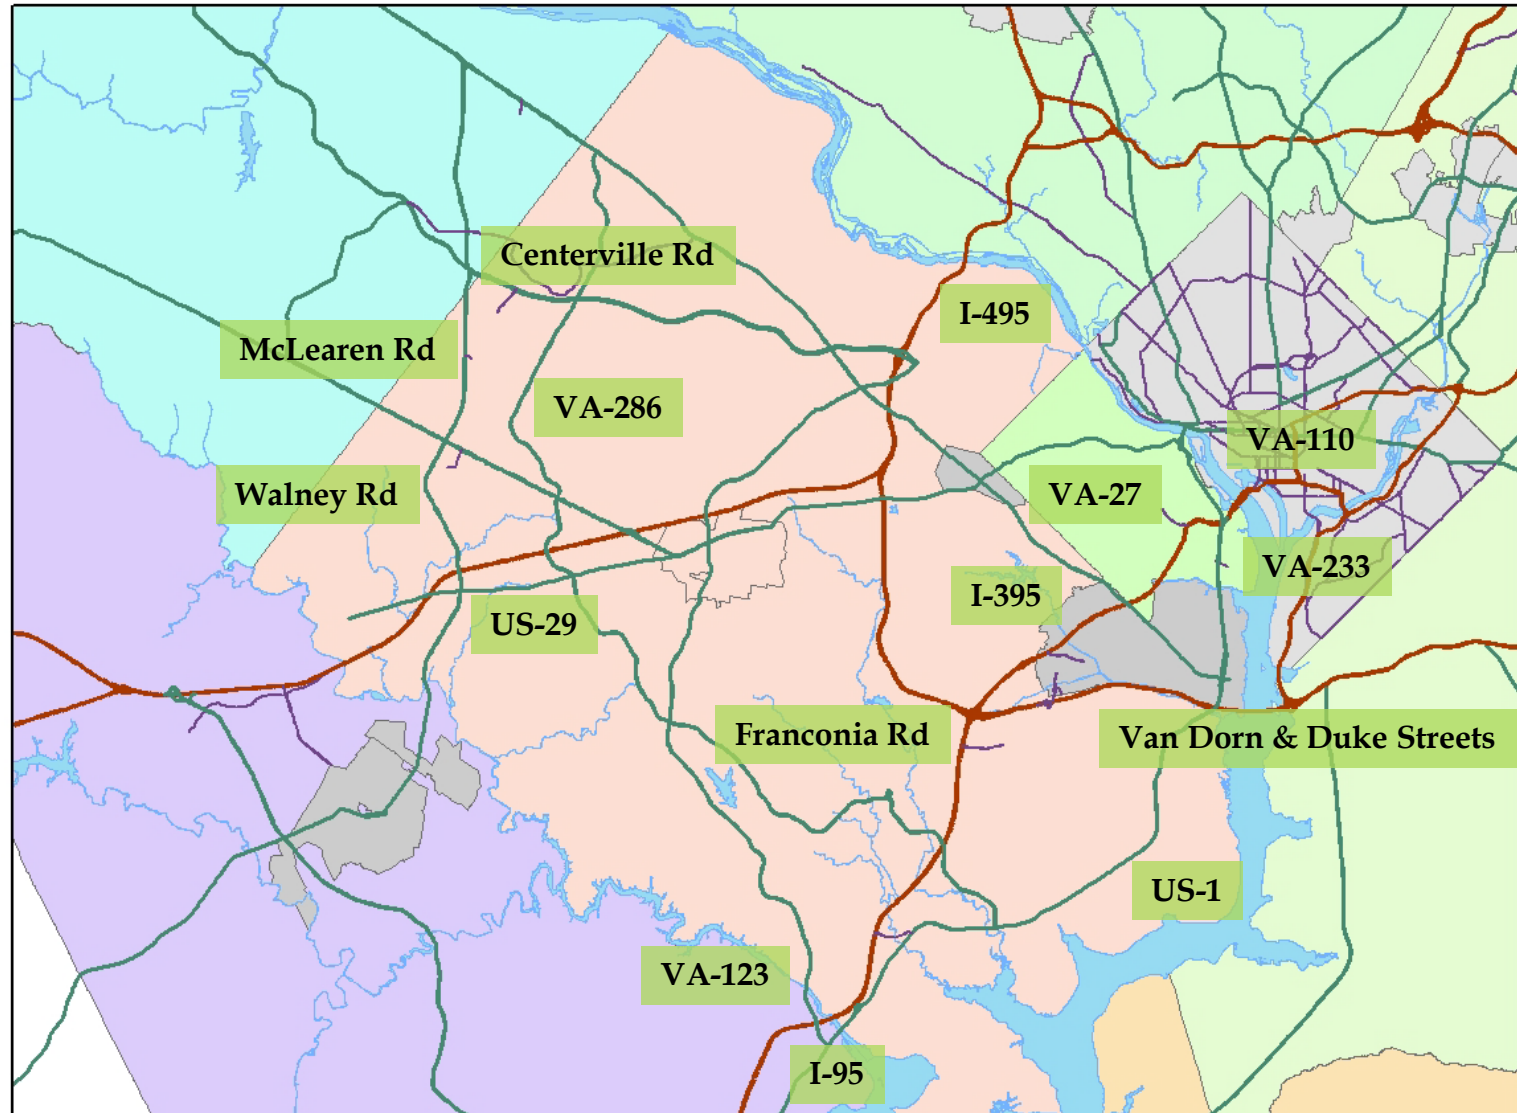 Centerville Rd
I-495
McLearen Rd
VA-286
VA-110
Walney Rd
VA-27
VA-233
I-395
US-29
Franconia Rd
Van Dorn & Duke Streets
US-1
VA-123
I-95